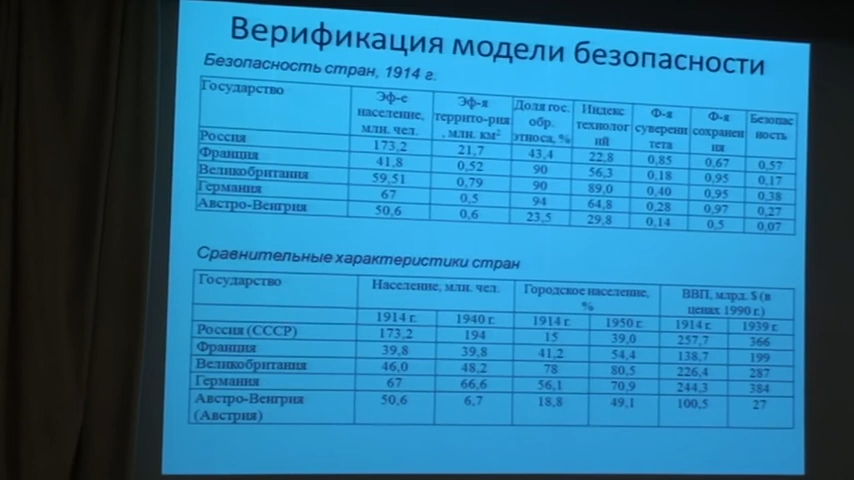 Верификация модели безопасности
Безопасность стран, 1914 г.
Государство Эф-е население, млн. чел. Эф-я террито-рия, млн. км² Доля гос. обр. этноса, % Индекс технологий Ф-я суверенитета Ф-я сохранения Безопасность
Россия 173,2 21,7 43,4 22,8 0,85 0,67 0,57
Франция 41,8 0,52 90 56,3 0,18 0,95 0,17
Великобритания 59,51 0,79 90 89,0 0,40 0,95 0,38
Германия 67 0,5 94 64,8 0,28 0,97 0,27
Австро-Венгрия 50,6 0,6 23,5 29,8 0,14 0,5 0,07
Сравнительные характеристики стран
Государство Население, млн. чел. Городское население, % ВВП, млрд. $ (в ценах 1990 г.)
1914 г. 1940 г. 1914 г. 1950 г. 1914 г. 1939 г.
Россия (СССР) 173,2 194 15 39,0 257,7 366
Франция 39,8 39,8 41,2 54,4 138,7 199
Великобритания 46,0 48,2 78 80,5 226,4 287
Германия 67 66,6 56,1 70,9 244,3 384
Австро-Венгрия (Австрия) 50,6 6,7 18,8 49,1 100,5 27